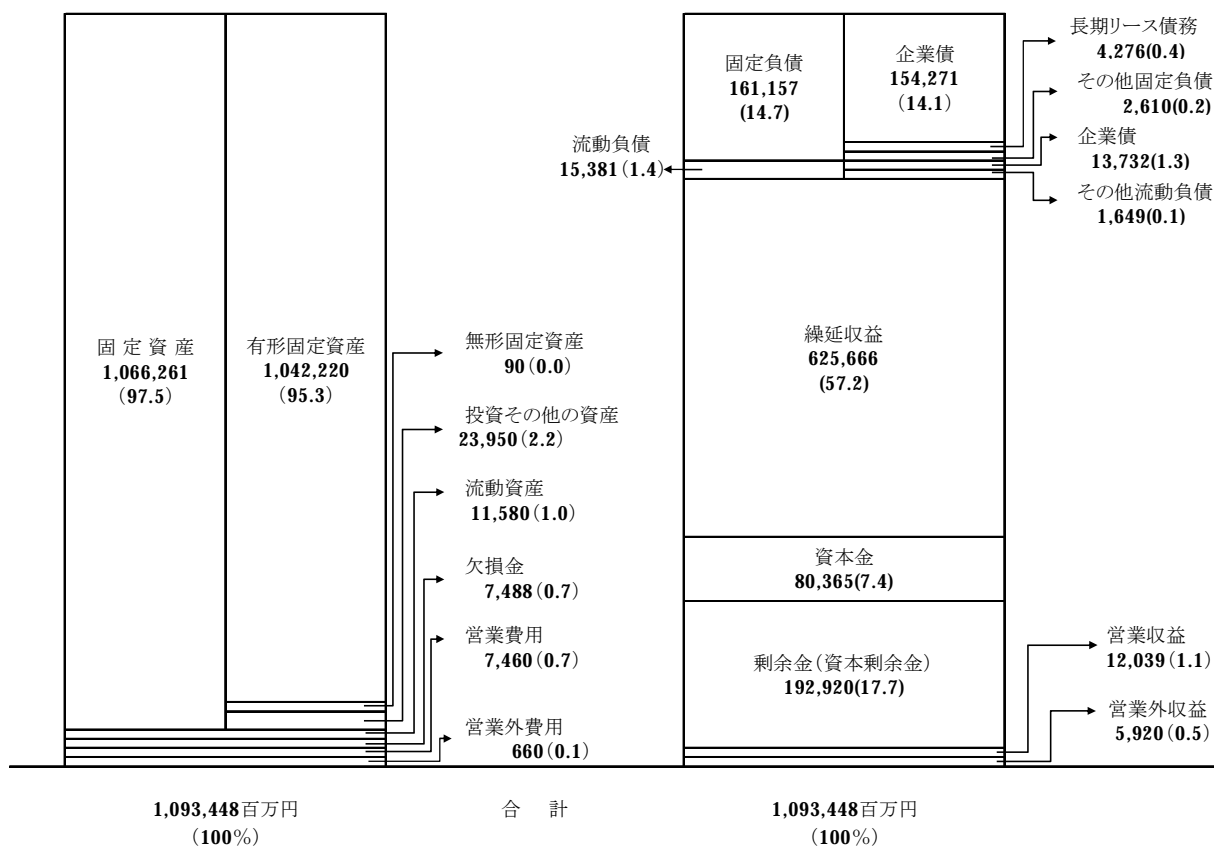 固 定 資 産
1,066,261
(97.5)
有形固定資産
1,042,220
(95.3)
無形固定資産
90(0.0)
投資その他の資産
23,950(2.2)
流動資産
11,580(1.0)
欠損金
7,488(0.7)
営業費用
7,460(0.7)
営業外費用
660(0.1)
固定負債
161,157
(14.7)
企業債
154,271
(14.1)
長期リース債務
4,276(0.4)
その他固定負債
2,610(0.2)
流動負債
15,381(1.4)
企業債
13,732(1.3)
その他流動負債
1,649(0.1)
繰延収益
625,666
(57.2)
資本金
80,365(7.4)
剰余金(資本剰余金)
192,920(17.7)
営業収益
12,039(1.1)
営業外収益
5,920(0.5)
1,093,448百万円 合 計 1,093,448百万円
(100%) (100%)